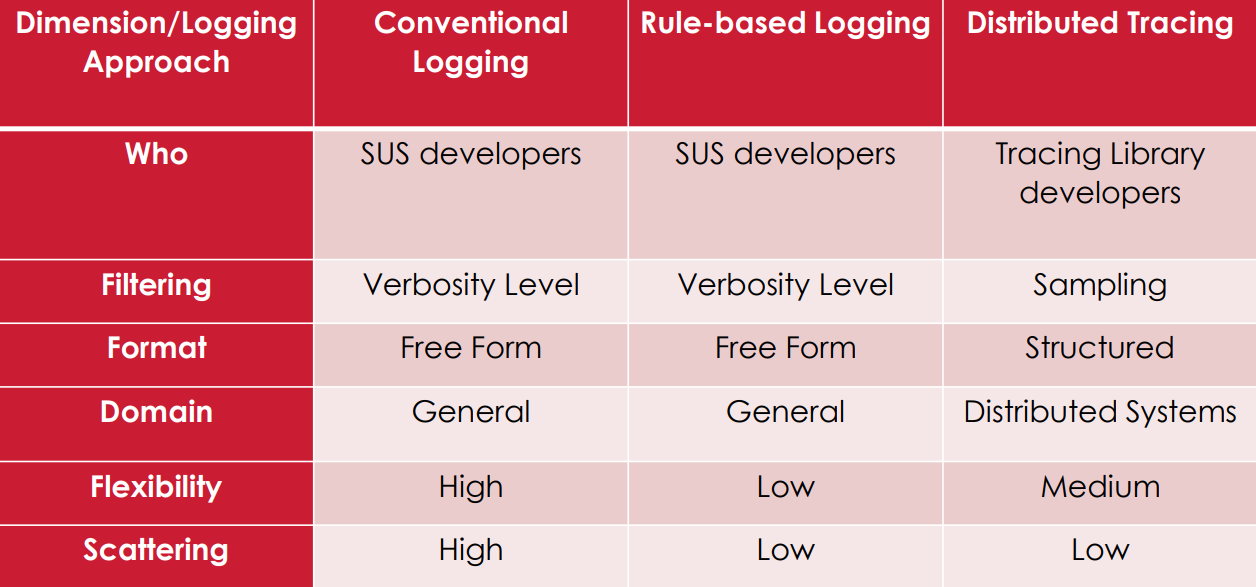 Dimension/Logging Approach Conventional Logging Rule-based Logging Distributed Tracing
Who SUS developers SUS developers Tracing Library developers
Filtering Verbosity Level Verbosity Level Sampling
Format Free Form Free Form Structured
Domain General General Distributed Systems
Flexibility High Low Medium
Scattering High Low Low